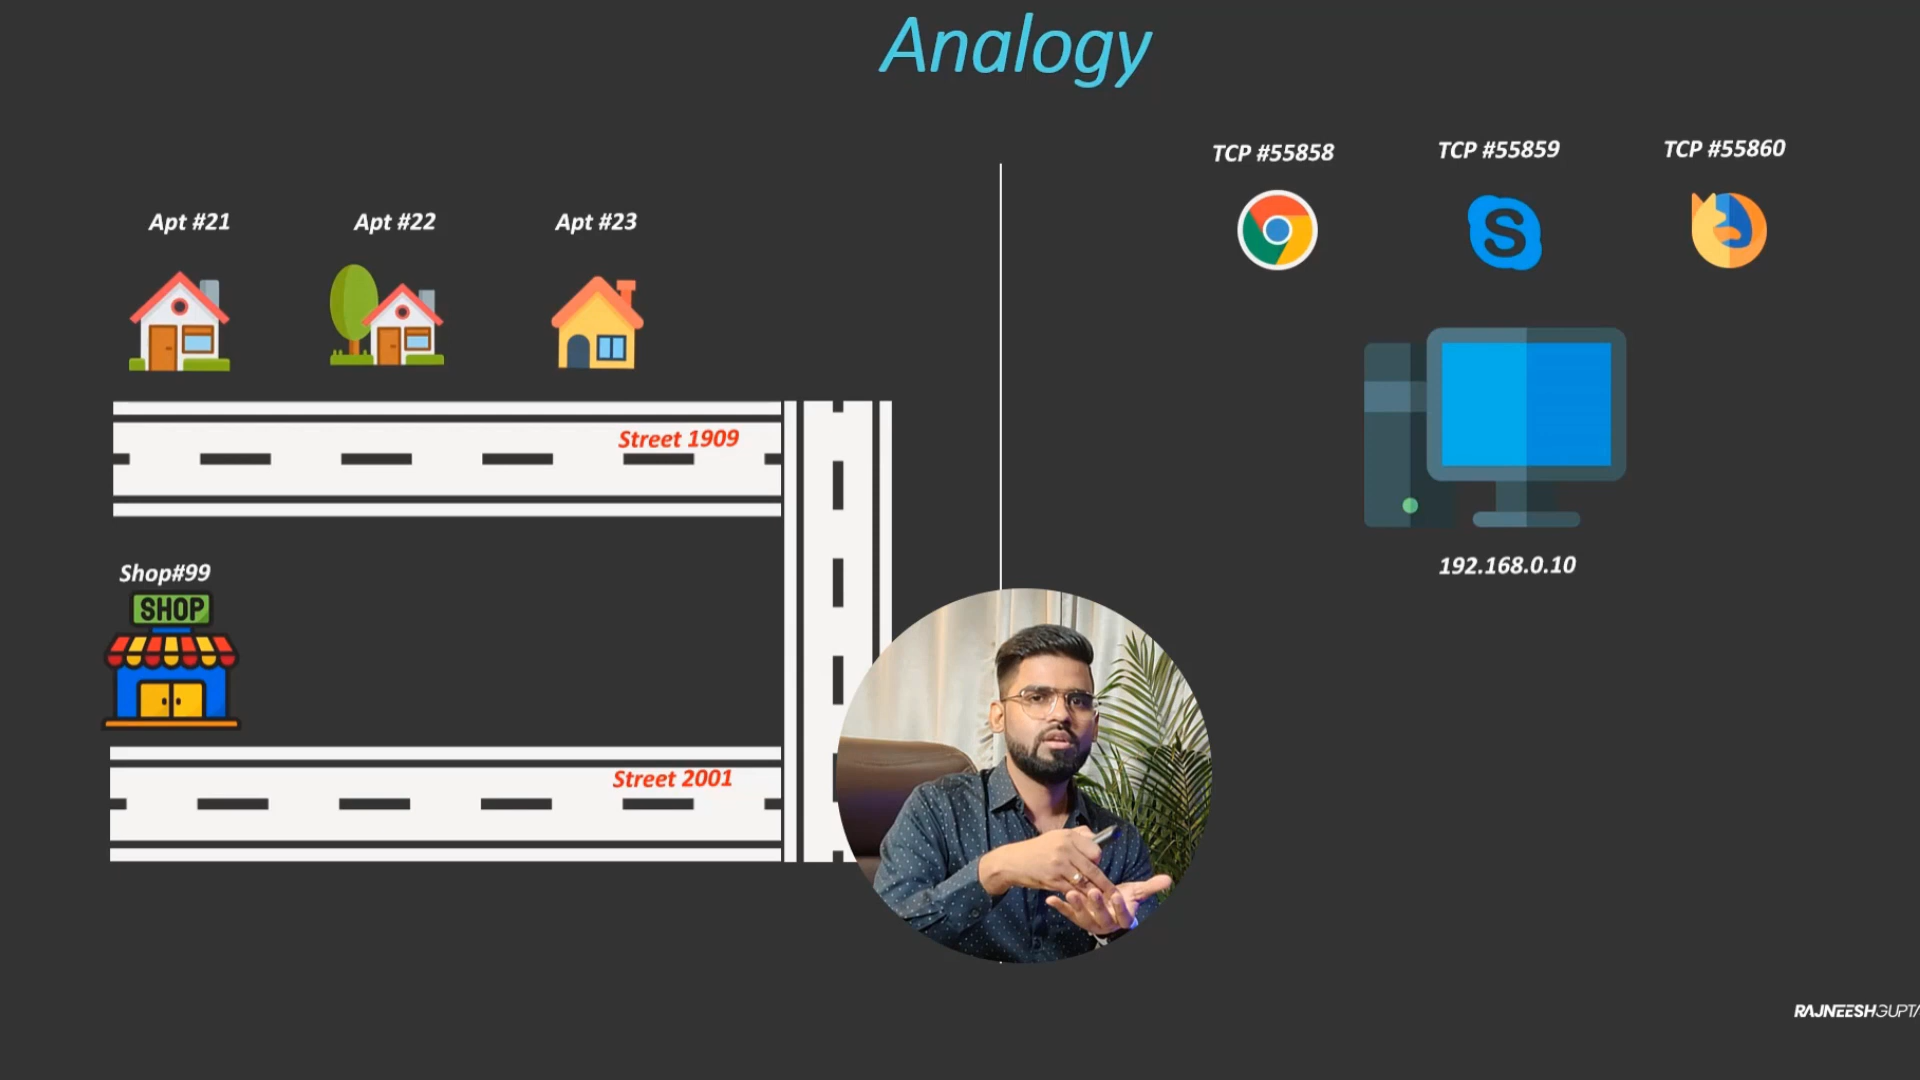 Analogy
Apt #21
Apt #22
Apt #23
Street 1909
Shop#99
SHOP
Street 2001
TCP #55858
TCP #55859
TCP #55860
S
192.168.0.10
RAJNEESHGUPTA